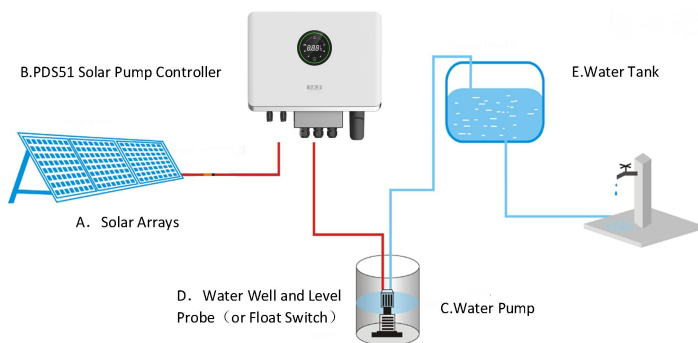 B.PDS51 Solar Pump Controller
E.Water Tank
A. Solar Arrays
D. Water Well and Level
Probe（or Float Switch）
C.Water Pump